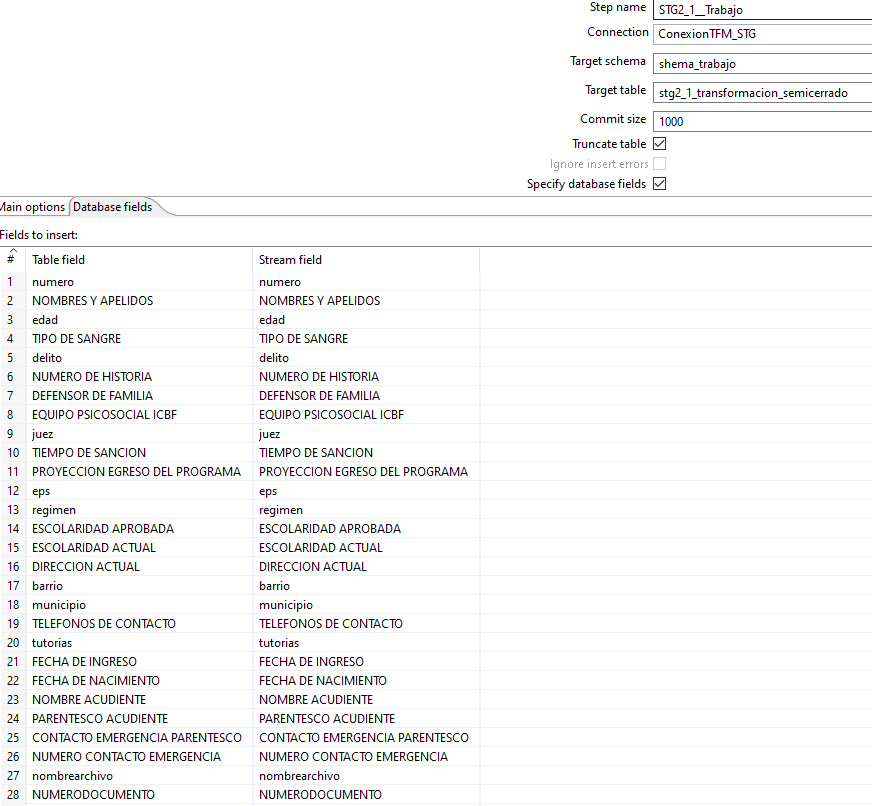 Step name STG2_1__Trabajo
Connection ConexionTFM_STG
Target schema shema_trabajo
Target table stg2_1_transformacion_semicerrado
Commit size 1000
Truncate table
Ignore insert errors
Specify database fields
Main options Database fields
Fields to insert:
# Table field Stream field
1 numero numero
2 NOMBRES Y APELIDOS NOMBRES Y APELIDOS
3 edad edad
4 TIPO DE SANGRE TIPO DE SANGRE
5 delito delito
6 NUMERO DE HISTORIA NUMERO DE HISTORIA
7 DEFENSOR DE FAMILIA DEFENSOR DE FAMILIA
8 EQUIPO PSICOSOCIAL ICBF EQUIPO PSICOSOCIAL ICBF
9 juez juez
10 TIEMPO DE SANCION TIEMPO DE SANCION
11 PROYECCION EGRESO DEL PROGRAMA PROYECCION EGRESO DEL PROGRAMA
12 eps eps
13 regimen regimen
14 ESCOLARIDAD APROBADA ESCOLARIDAD APROBADA
15 ESCOLARIDAD ACTUAL ESCOLARIDAD ACTUAL
16 DIRECCION ACTUAL DIRECCION ACTUAL
17 barrio barrio
18 municipio municipio
19 TELEFONOS DE CONTACTO TELEFONOS DE CONTACTO
20 tutorias tutorias
21 FECHA DE INGRESO FECHA DE INGRESO
22 FECHA DE NACIMIENTO FECHA DE NACIMIENTO
23 NOMBRE ACUDIENTE NOMBRE ACUDIENTE
24 PARENTESCO ACUDIENTE PARENTESCO ACUDIENTE
25 CONTACTO EMERGENCIA PARENTESCO CONTACTO EMERGENCIA PARENTESCO
26 NUMERO CONTACTO EMERGENCIA NUMERO CONTACTO EMERGENCIA
27 nombrearchivo nombrearchivo
28 NUMERODOCUMENTO NUMERODOCUMENTO